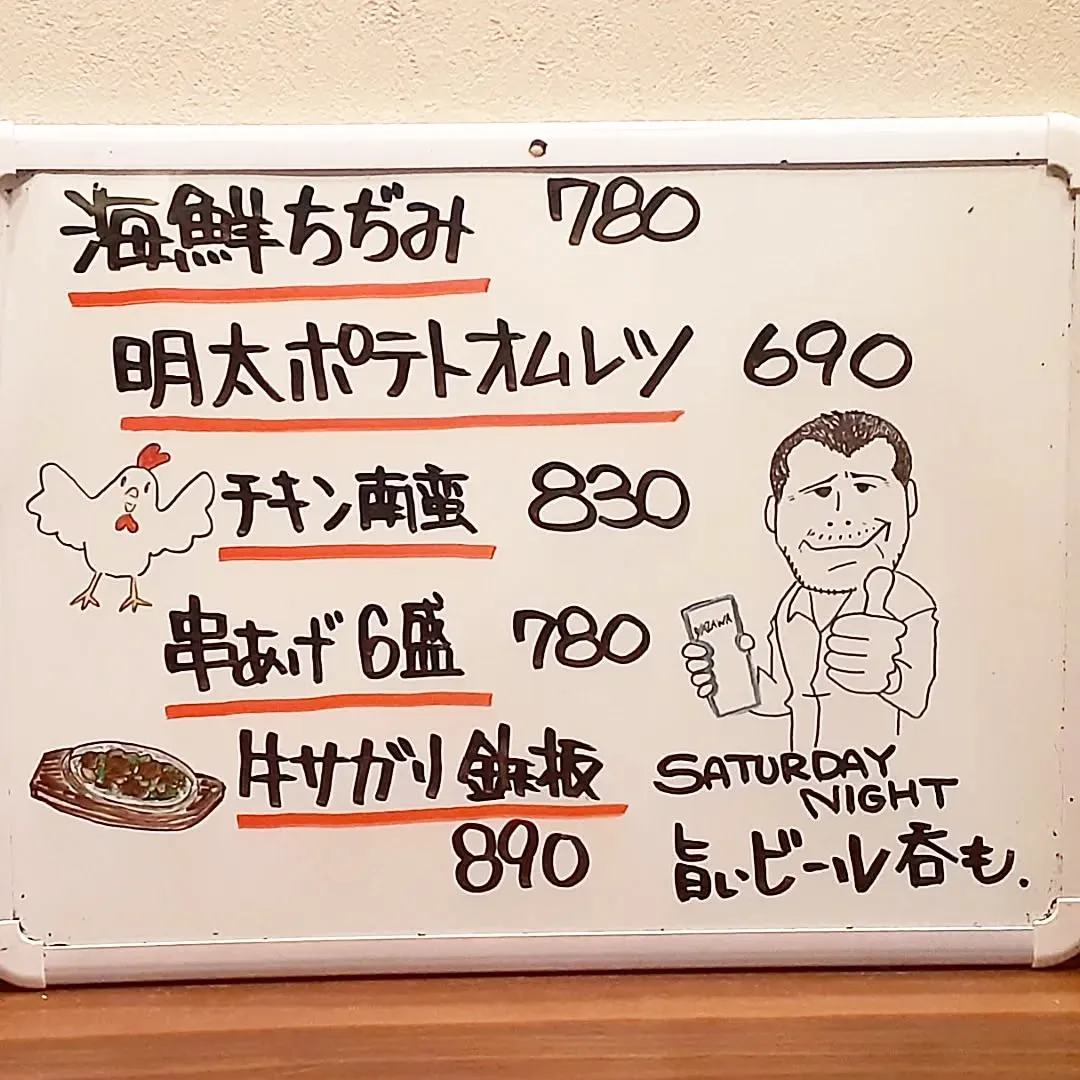 海鮮ちぢみ 780
明太ポテトオムレツ 690
チキン南蛮 830
串あげ6盛 780
牛サガリ鉄板
890
YAZAWA
SATURDAY
NIGHT
旨いビール呑も.